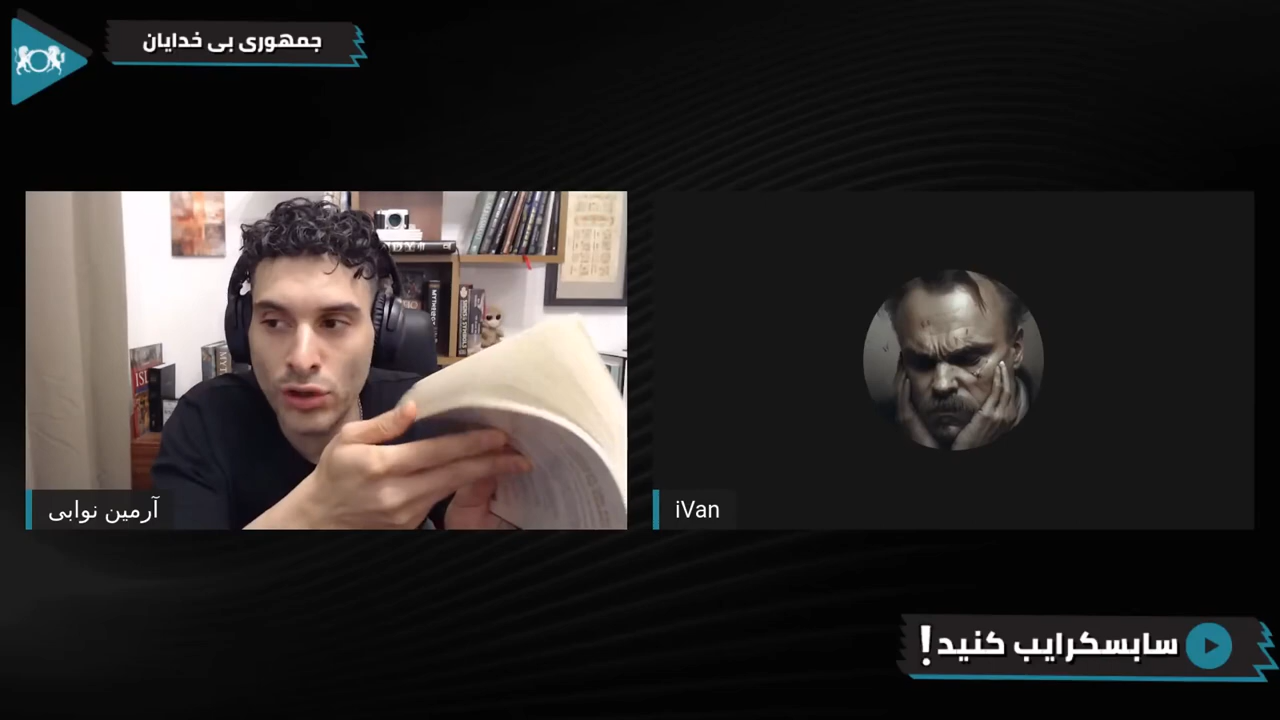 جمهوری بی خدایان
آرمین نوابی
iVan
سابسکرایب کنید!